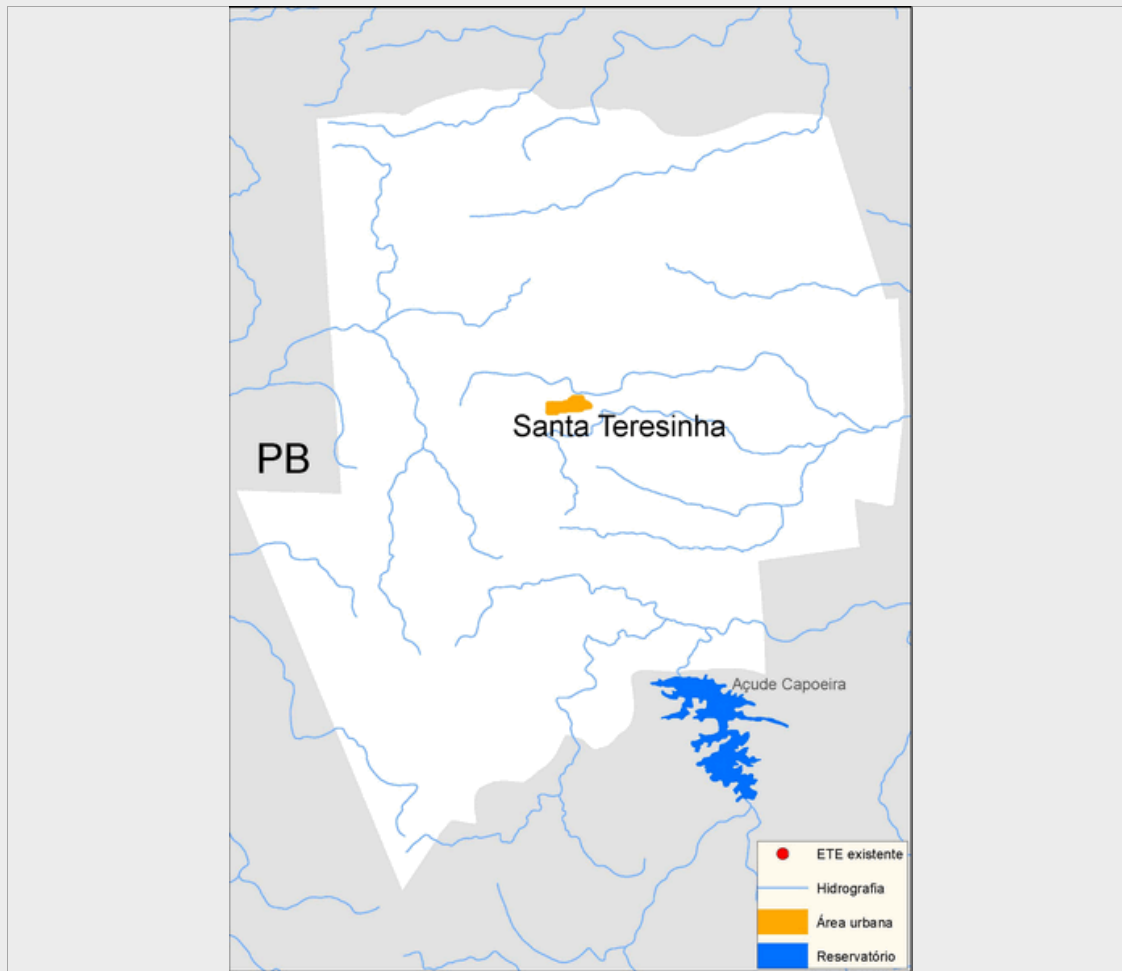 Santa Teresinha
PB
Açude Capoeira
ETE existente
Hidrografia
Área urbana
Reservatório